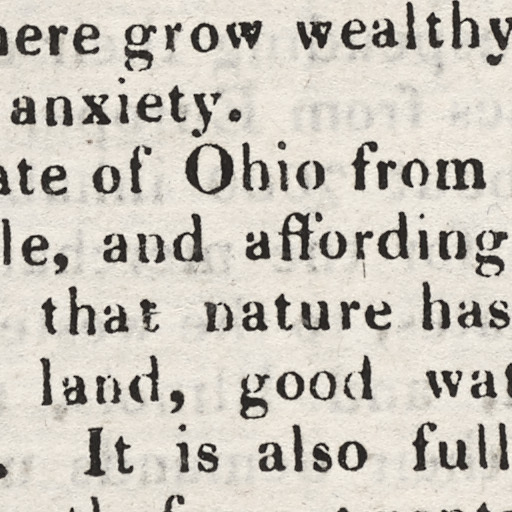 here grow wealthy
anxiety.
ate of Ohio from
le, and affording
that nature has
land, good wat
. It is also full